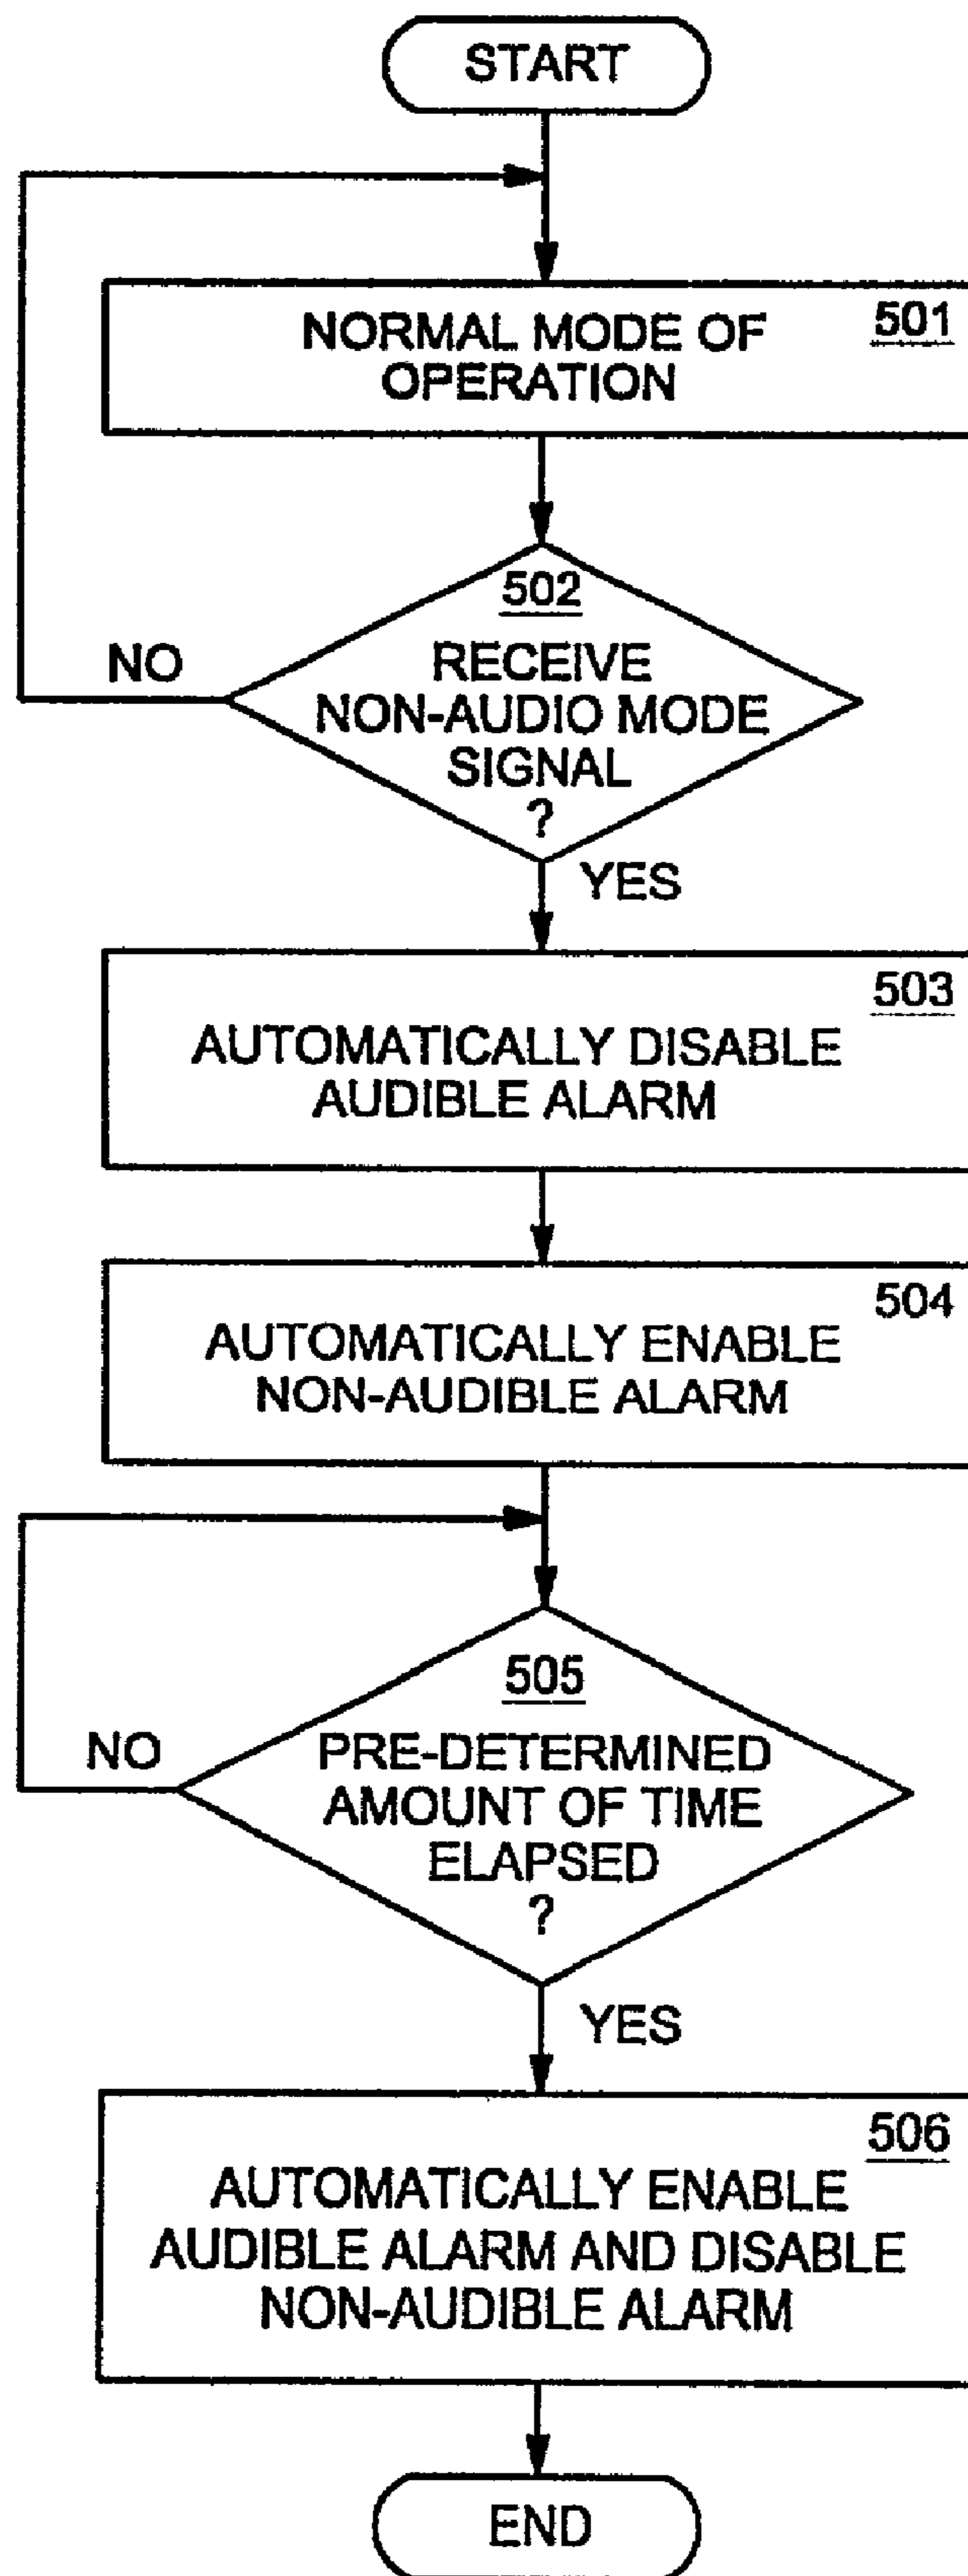 START
501
NORMAL MODE OF
OPERATION
502
RECEIVE
NON-AUDIO MODE
SIGNAL
?
NO
YES
503
AUTOMATICALLY DISABLE
AUDIBLE ALARM
504
AUTOMATICALLY ENABLE
NON-AUDIBLE ALARM
505
PRE-DETERMINED
AMOUNT OF TIME
ELAPSED
?
NO
YES
506
AUTOMATICALLY ENABLE
AUDIBLE ALARM AND DISABLE
NON-AUDIBLE ALARM
END